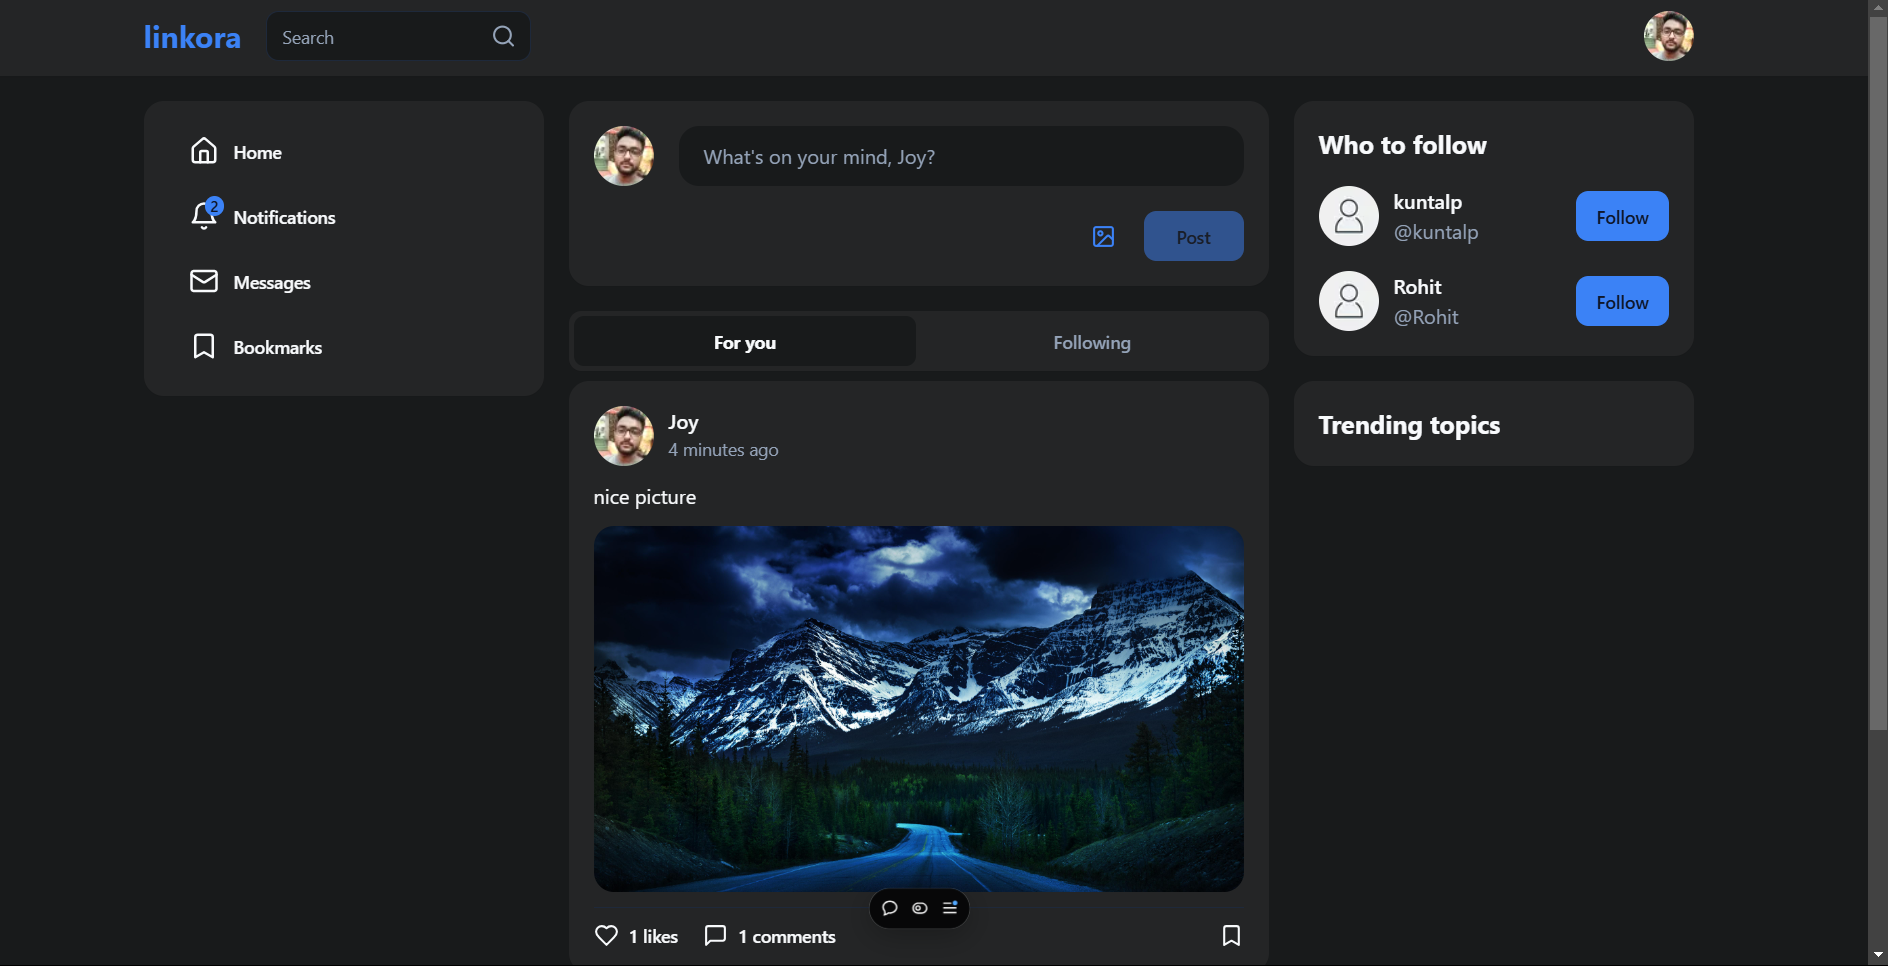 linkora
Search
Home
2
Notifications
Messages
Bookmarks
What's on your mind, Joy?
Post
For you
Following
Joy
4 minutes ago
nice picture
1 likes
1 comments
Who to follow
kuntalp
@kuntalp
Follow
Rohit
@Rohit
Follow
Trending topics